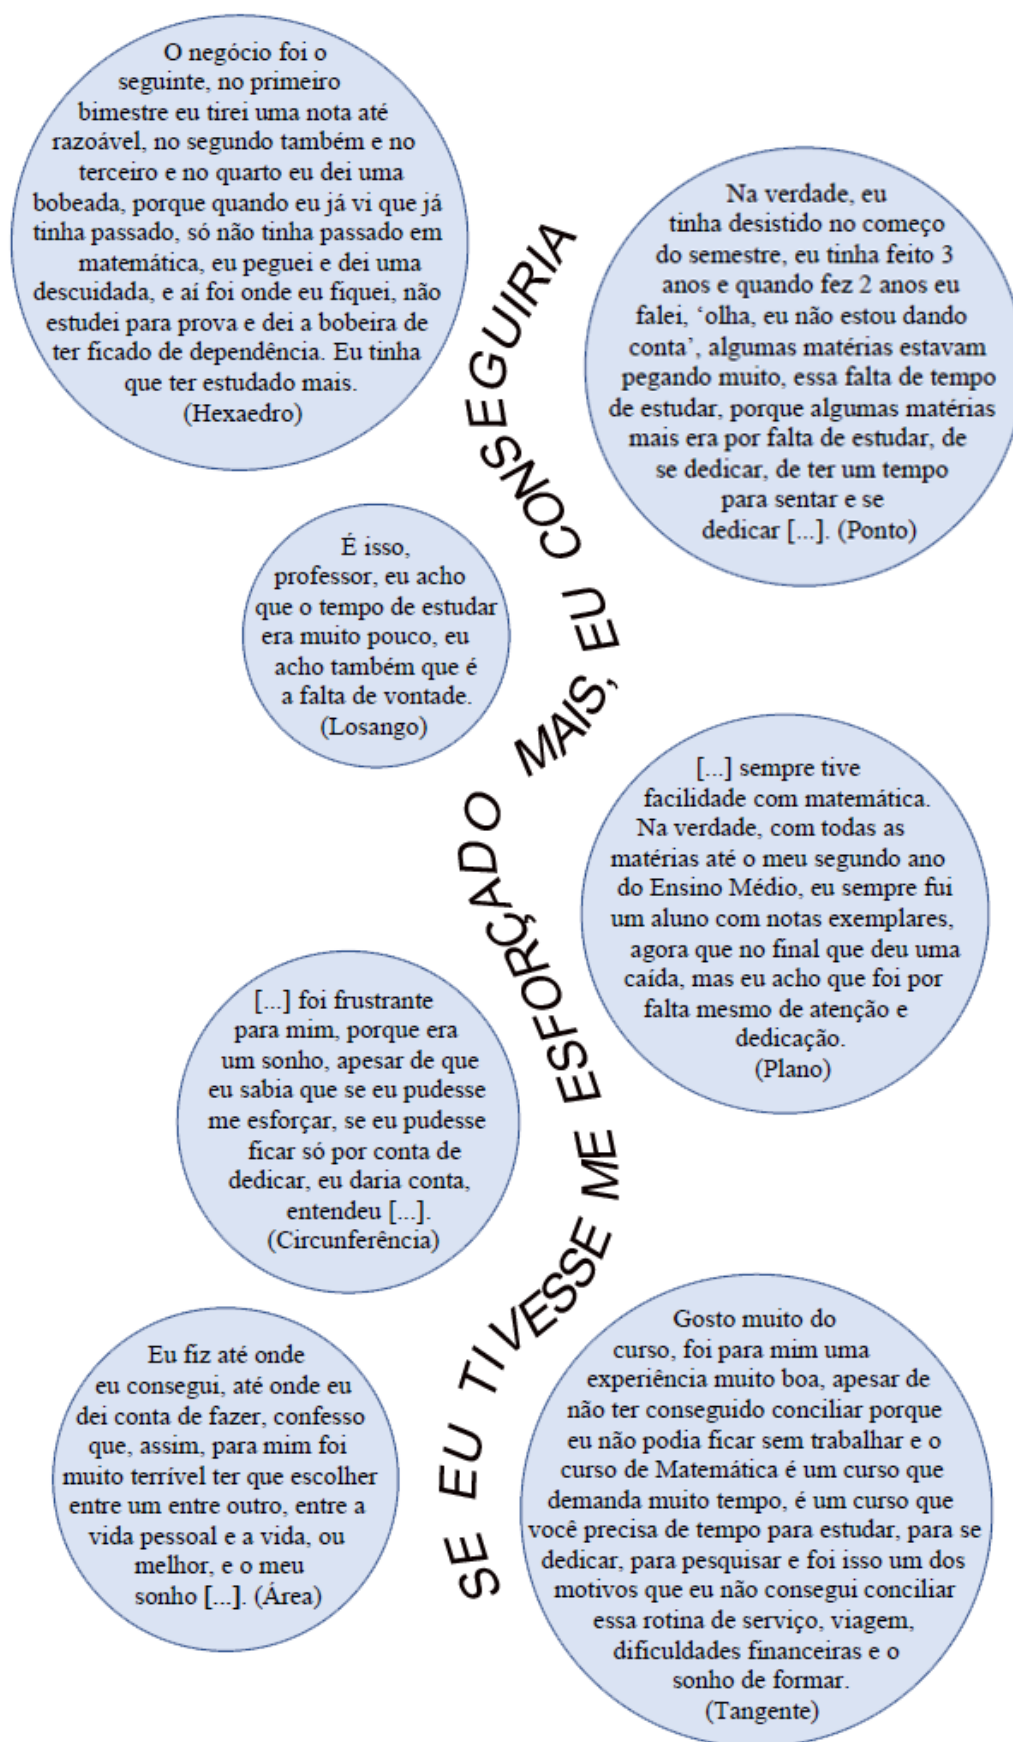 O negócio foi o
seguinte, no primeiro
bimestre eu tirei uma nota até
razoável, no segundo também e no
terceiro e no quarto eu dei uma
bobeada, porque quando eu já vi que já
tinha passado, só não tinha passado em
matemática, eu peguei e dei uma
descuidada, e aí foi onde eu fiquei, não
estudei para prova e dei a bobeira de
ter ficado de dependência. Eu tinha
que ter estudado mais.
(Hexaedro)
Na verdade, eu
tinha desistido no começo
do semestre, eu tinha feito 3
anos e quando fez 2 anos eu
falei, ‘olha, eu não estou dando
conta’, algumas matérias estavam
pegando muito, essa falta de tempo
de estudar, porque algumas matérias
mais era por falta de estudar, de
se dedicar, de ter um tempo
para sentar e se
dedicar [...]. (Ponto)
É isso,
professor, eu acho
que o tempo de estudar
era muito pouco, eu
acho também que é
a falta de vontade.
(Losango)
[...] sempre tive
facilidade com matemática.
Na verdade, com todas as
matérias até o meu segundo ano
do Ensino Médio, eu sempre fui
um aluno com notas exemplares,
agora que no final que deu uma
caída, mas eu acho que foi por
falta mesmo de atenção e
dedicação.
(Plano)
[...] foi frustrante
para mim, porque era
um sonho, apesar de que
eu sabia que se eu pudesse
me esforçar, se eu pudesse
ficar só por conta de
dedicar, eu daria conta,
entendeu [...].
(Circunferência)
Eu fiz até onde
eu consegui, até onde eu
dei conta de fazer, confesso
que, assim, para mim foi
muito terrível ter que escolher
entre um entre outro, entre a
vida pessoal e a vida, ou
melhor, e o meu
sonho [...]. (Área)
Gosto muito do
curso, foi para mim uma
experiência muito boa, apesar de
não ter conseguido conciliar porque
eu não podia ficar sem trabalhar e o
curso de Matemática é um curso que
demanda muito tempo, é um curso que
você precisa de tempo para estudar, para se
dedicar, para pesquisar e foi isso um dos
motivos que eu não consegui conciliar
essa rotina de serviço, viagem,
dificuldades financeiras e o
sonho de formar.
(Tangente)
SE EU TIVESSE ME ESFORÇADO MAIS, EU CONSEGUIRIA